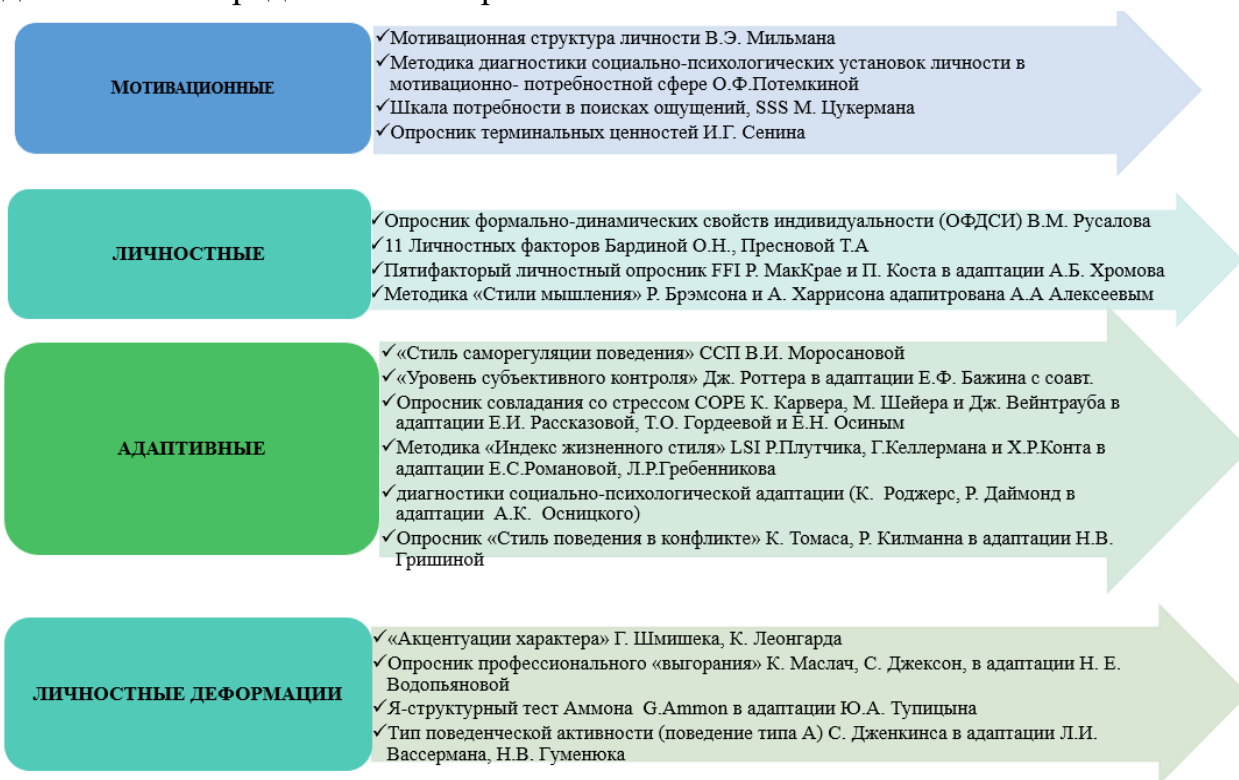 МОТИВАЦИОННЫЕ
✓Мотивационная структура личности В.Э. Мильмана
✓Методика диагностики социально-психологических установок личности в
мотивационно- потребностной сфере О.Ф.Потемкиной
✓Шкала потребности в поисках ощущений, SSS М. Цукермана
✓Опросник терминальных ценностей И.Г. Сенина
ЛИЧНОСТНЫЕ
✓Опросник формально-динамических свойств индивидуальности (ОФДСИ) В.М. Русалова
✓11 Личностных факторов Бардиной О.Н., Пресновой Т.А
✓Пятифакторый личностный опросник FFI Р. МакКрае и П. Коста в адаптации А.Б. Хромова
✓Методика «Стили мышления» Р. Брэмсона и А. Харрисона адапитрована А.А Алексеевым
АДАПТИВНЫЕ
✓«Стиль саморегуляции поведения» ССП В.И. Моросановой
✓«Уровень субъективного контроля» Дж. Роттера в адаптации Е.Ф. Бажина с соавт.
✓Опросник совладания со стрессом COPE К. Карвера, М. Шейера и Дж. Вейнтрауба в
адаптации Е.И. Рассказовой, Т.О. Гордеевой и Е.Н. Осиным
✓Методика «Индекс жизненного стиля» LSI Р.Плутчика, Г.Келлермана и Х.Р.Конта в
адаптации Е.С.Романовой, Л.Р.Гребенникова
✓диагностики социально-психологической адаптации (К. Роджерс, Р. Даймонд в
адаптации А.К. Осницкого)
✓Опросник «Стиль поведения в конфликте» К. Томаса, Р. Килманна в адаптации Н.В.
Гришиной
ЛИЧНОСТНЫЕ ДЕФОРМАЦИИ
✓«Акцентуации характера» Г. Шмишека, К. Леонгарда
✓Опросник профессионального «выгорания» К. Маслач, С. Джексон, в адаптации Н. Е.
Водопьяновой
✓Я-структурный тест Аммона G.Ammon в адаптации Ю.А. Тупицына
✓Тип поведенческой активности (поведение типа А) С. Дженкинса в адаптации Л.И.
Вассермана, Н.В. Гуменюка